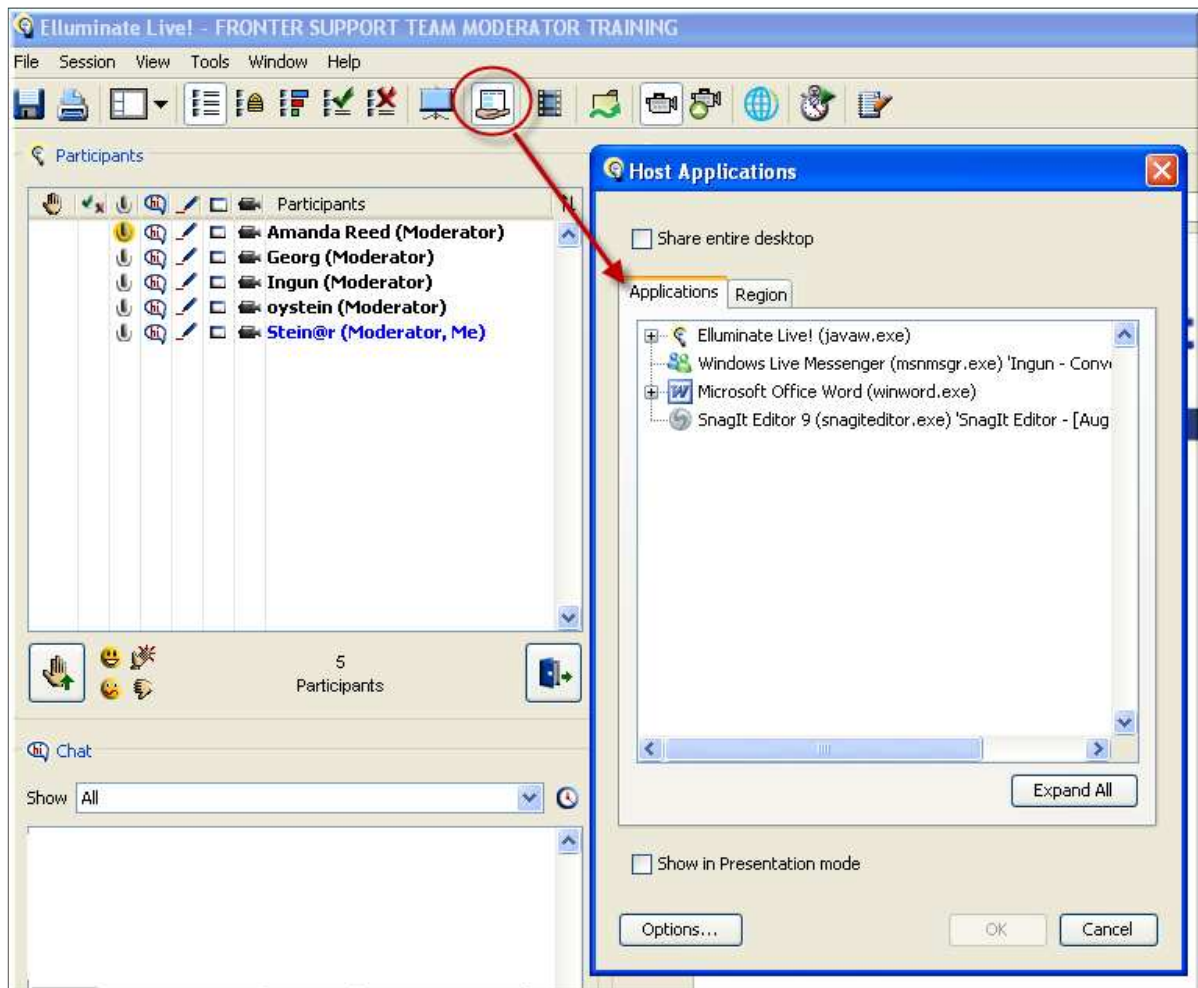 Elluminate Live! - FRONTER SUPPORT TEAM MODERATOR TRAINING
File Session View Tools Window Help
Participants
Participants
Amanda Reed (Moderator)
Georg (Moderator)
Ingun (Moderator)
oystein (Moderator)
Stein@r (Moderator, Me)
5
Participants
hi Chat
Show All
Host Applications
Share entire desktop
Applications Region
Elluminate Live! (javaw.exe)
Windows Live Messenger (msnmsgr.exe) 'Ingun - Conv
Microsoft Office Word (winword.exe)
SnagIt Editor 9 (snagiteditor.exe) 'SnagIt Editor - [Aug
Expand All
Show in Presentation mode
Options... OK Cancel